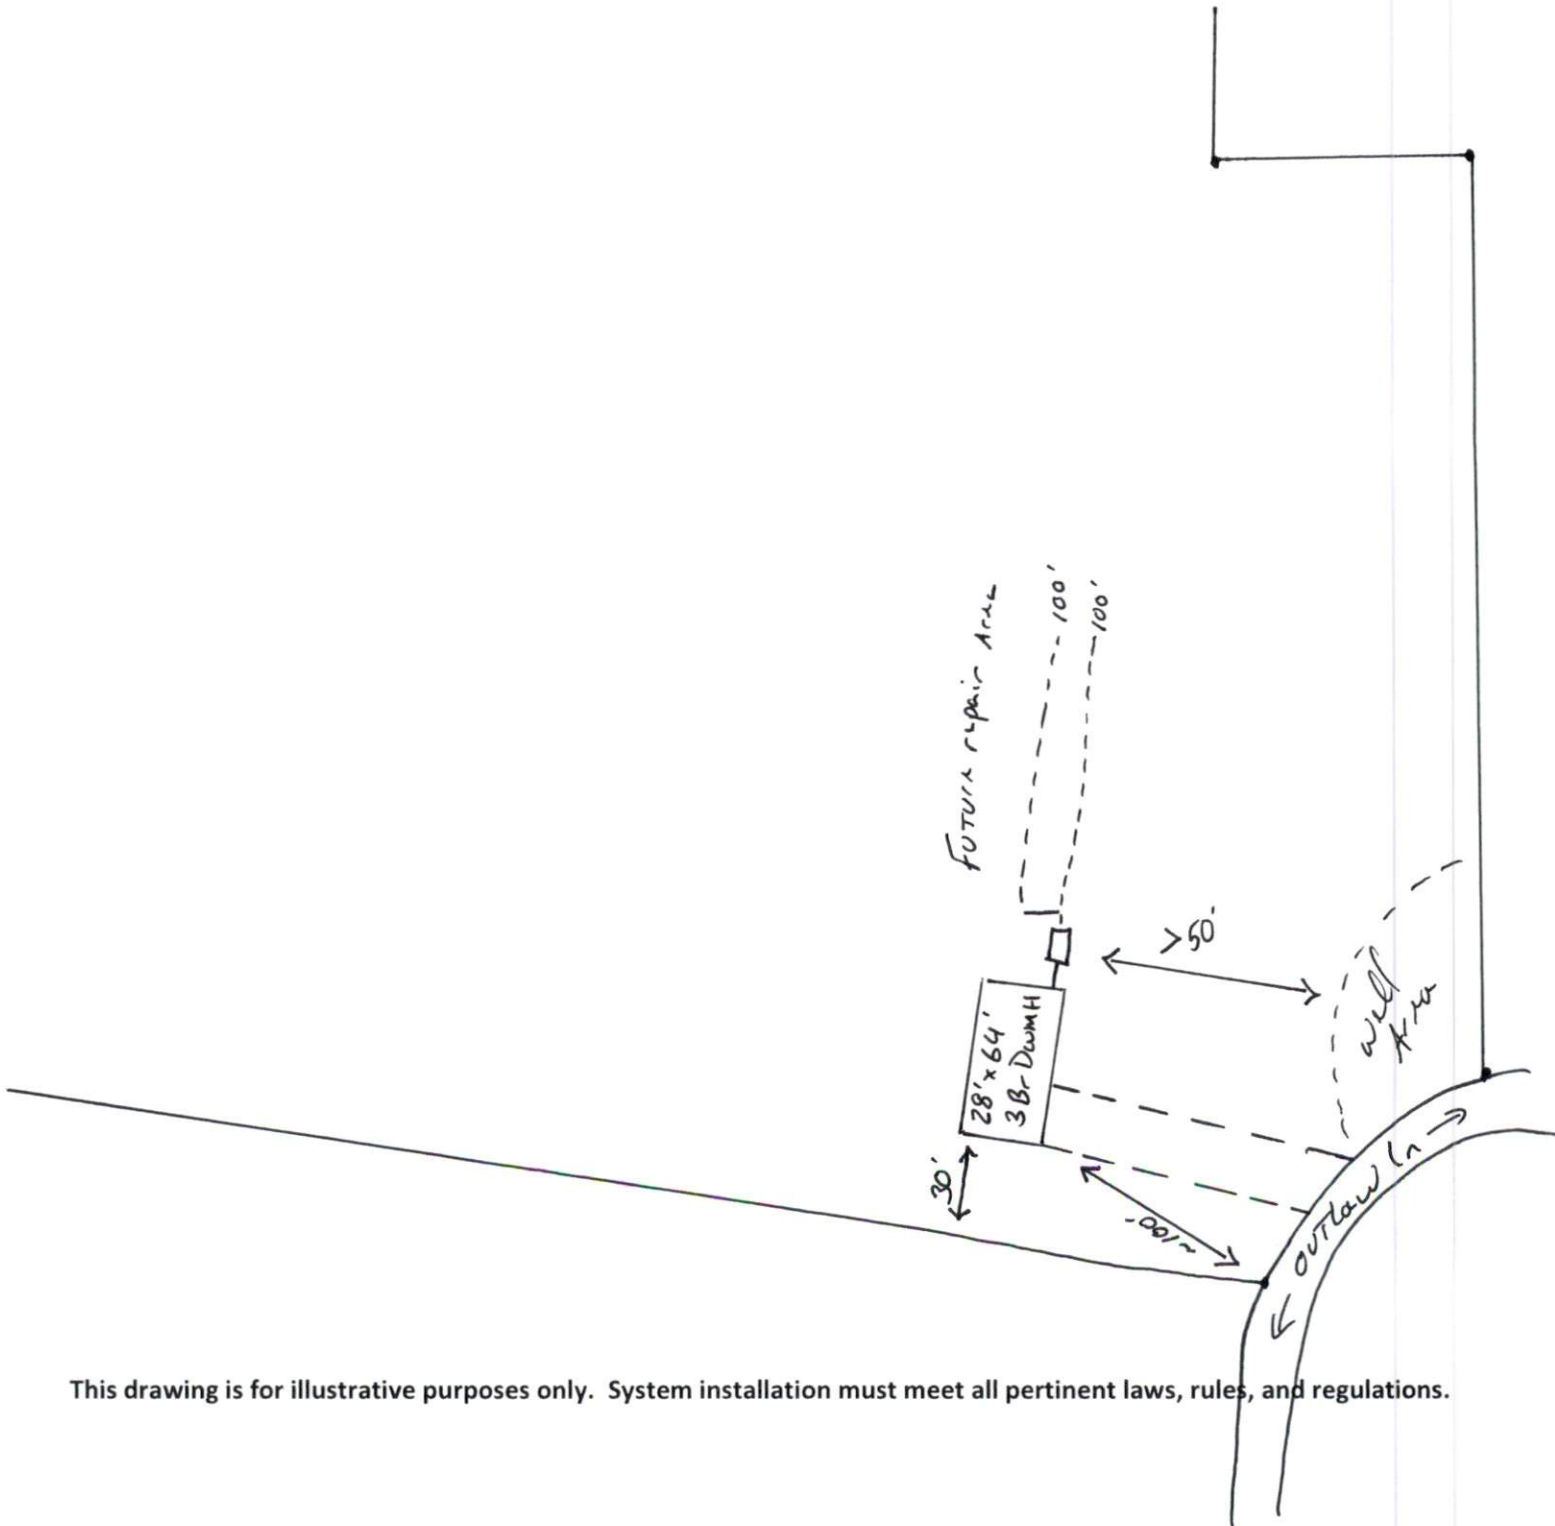 Future repair Area
100'
100'
>50'
Well
Area
28' x 64'
3 Br DWMH
30'
~100'
Outlaw Ln
This drawing is for illustrative purposes only.  System installation must meet all pertinent laws, rules, and regulations.